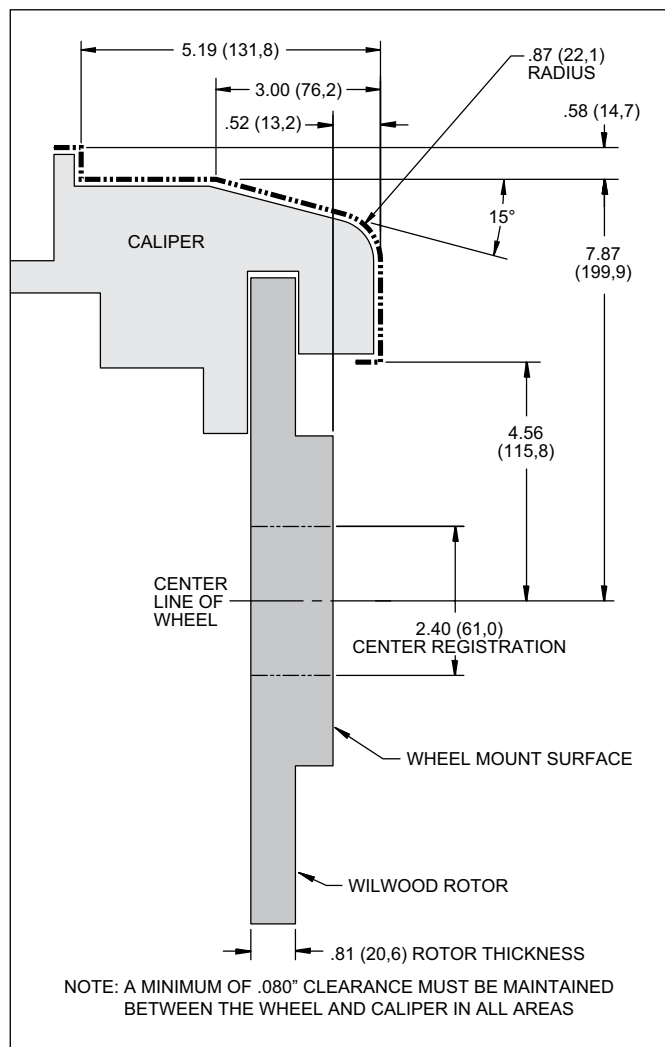 5.19 (131,8)
.87 (22,1)
RADIUS
3.00 (76,2)
.58 (14,7)
.52 (13,2)
15°
CALIPER
7.87
(199,9)
4.56
(115,8)
CENTER
LINE OF
WHEEL
2.40 (61,0)
CENTER REGISTRATION
WHEEL MOUNT SURFACE
WILWOOD ROTOR
.81 (20,6) ROTOR THICKNESS
NOTE: A MINIMUM OF .080” CLEARANCE MUST BE MAINTAINED
BETWEEN THE WHEEL AND CALIPER IN ALL AREAS